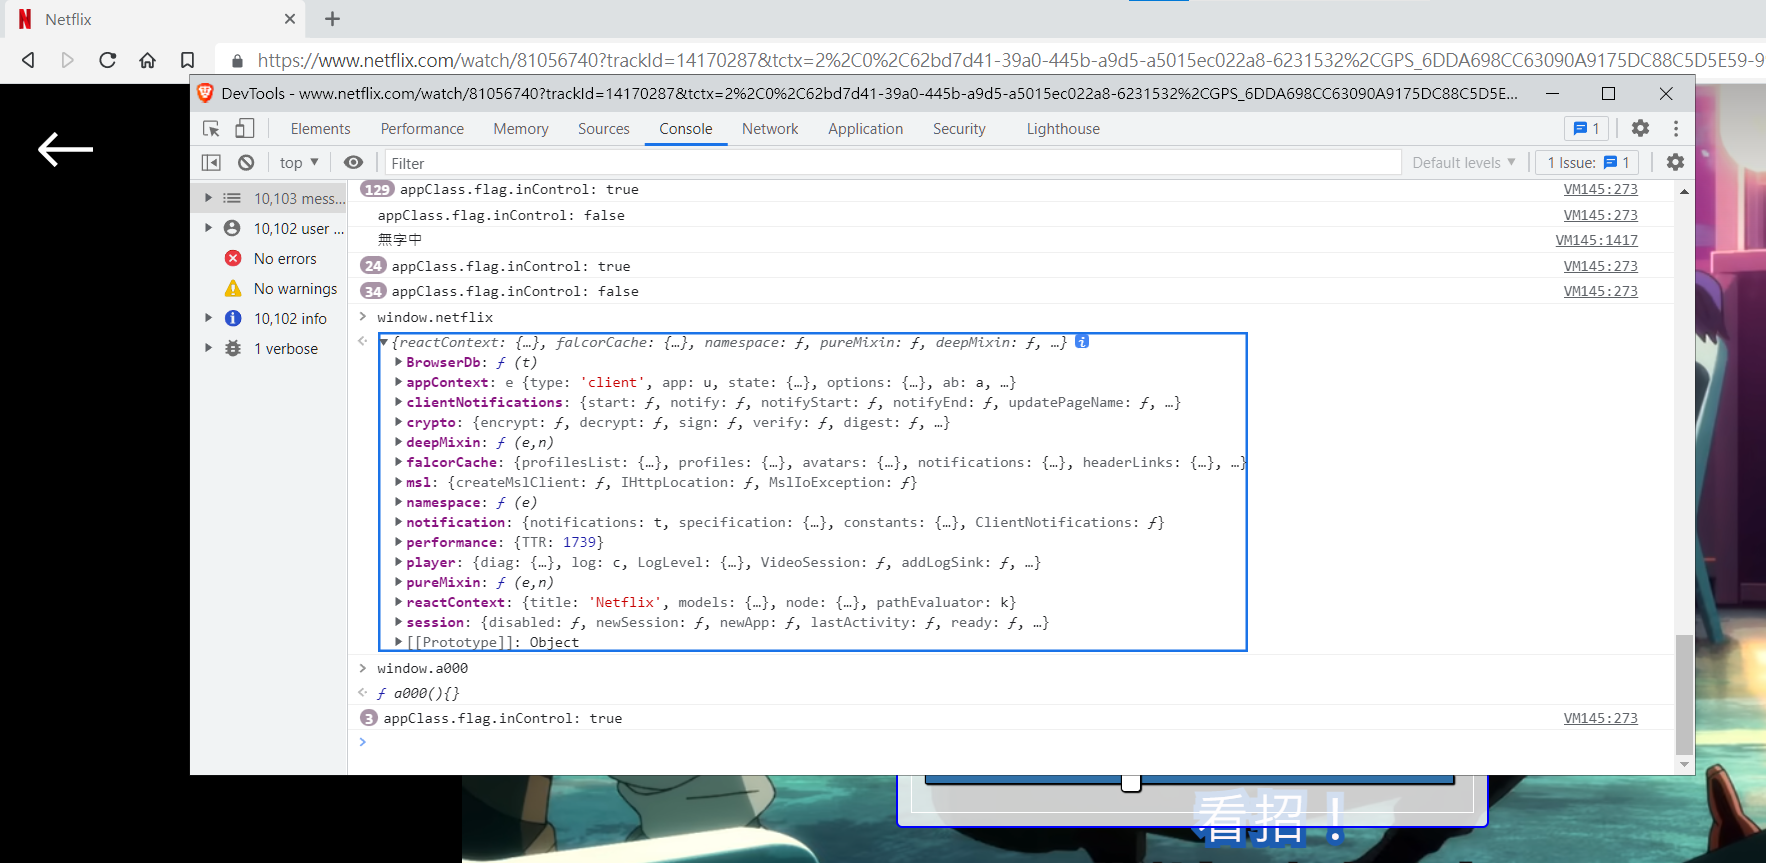 Netflix
https://www.netflix.com/watch/81056740?trackId=14170287&tctx=2%2C0%2C62bd7d41-39a0-445b-a9d5-a5015ec022a8-6231532%2CGPS_6DDA698CC63090A9175DC88C5D5E59-9
DevTools - www.netflix.com/watch/81056740?trackId=14170287&tctx=2%2C0%2C62bd7d41-39a0-445b-a9d5-a5015ec022a8-6231532%2CGPS_6DDA698CC63090A9175DC88C5D5E...
Elements Performance Memory Sources Console Network Application Security Lighthouse 1
top Filter Default levels 1 Issue: 1
10,103 mess...
10,102 user ...
No errors
No warnings
10,102 info
1 verbose
129 appClass.flag.inControl: true VM145:273
appClass.flag.inControl: false VM145:273
無字中 VM145:1417
24 appClass.flag.inControl: true VM145:273
34 appClass.flag.inControl: false VM145:273
> window.netflix
{reactContext: {…}, falcorCache: {…}, namespace: ƒ, pureMixin: ƒ, deepMixin: ƒ, …} i
BrowserDb: ƒ (t)
appContext: e {type: 'client', app: u, state: {…}, options: {…}, ab: a, …}
clientNotifications: {start: ƒ, notify: ƒ, notifyStart: ƒ, notifyEnd: ƒ, updatePageName: ƒ, …}
crypto: {encrypt: ƒ, decrypt: ƒ, sign: ƒ, verify: ƒ, digest: ƒ, …}
deepMixin: ƒ (e,n)
falcorCache: {profilesList: {…}, profiles: {…}, avatars: {…}, notifications: {…}, headerLinks: {…}, …}
msl: {createMslClient: ƒ, IHttpLocation: ƒ, MslIoException: ƒ}
namespace: ƒ (e)
notification: {notifications: t, specification: {…}, constants: {…}, ClientNotifications: ƒ}
performance: {TTR: 1739}
player: {diag: {…}, log: c, LogLevel: {…}, VideoSession: ƒ, addLogSink: ƒ, …}
pureMixin: ƒ (e,n)
reactContext: {title: 'Netflix', models: {…}, node: {…}, pathEvaluator: k}
session: {disabled: ƒ, newSession: ƒ, newApp: ƒ, lastActivity: ƒ, ready: ƒ, …}
[[Prototype]]: Object
> window.a000
ƒ a000(){}
3 appClass.flag.inControl: true VM145:273
>
看招！